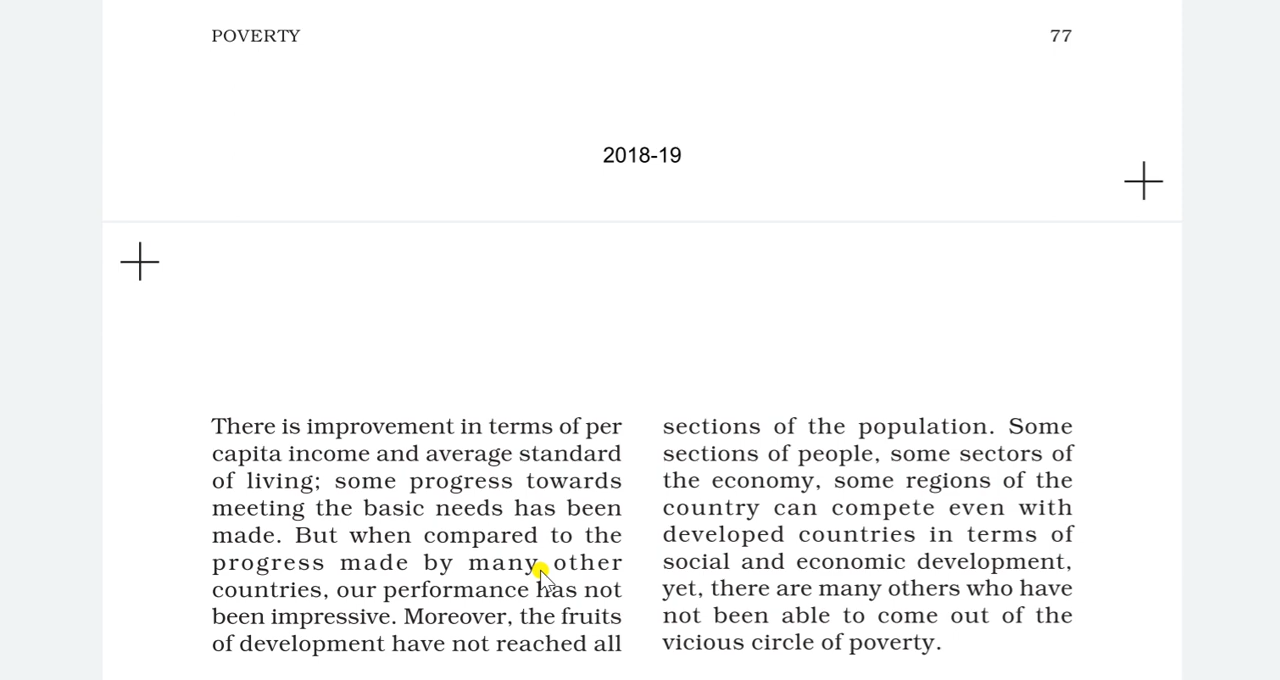 POVERTY
77
2018-19
There is improvement in terms of per
capita income and average standard
of living; some progress towards
meeting the basic needs has been
made. But when compared to the
progress made by many other
countries, our performance has not
been impressive. Moreover, the fruits
of development have not reached all
sections of the population. Some
sections of people, some sectors of
the economy, some regions of the
country can compete even with
developed countries in terms of
social and economic development,
yet, there are many others who have
not been able to come out of the
vicious circle of poverty.